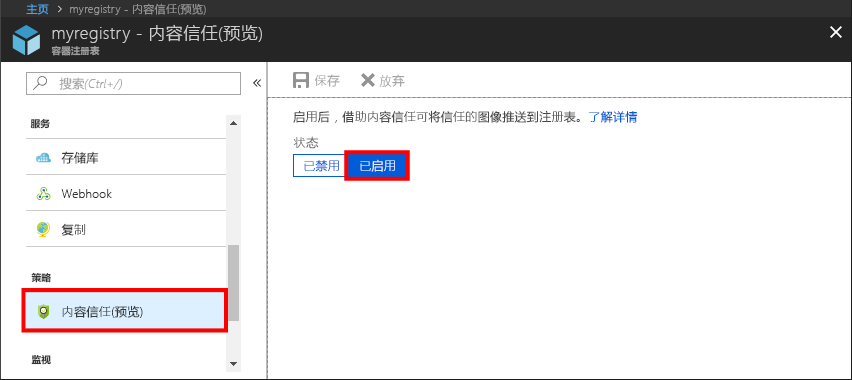 主页 > myregistry - 内容信任(预览)
myregistry - 内容信任(预览)
容器注册表
搜索(Ctrl+/)
保存 放弃
启用后，借助内容信任可将信任的图像推送到注册表。了解详情
状态
已禁用 已启用
服务
存储库
Webhook
复制
策略
内容信任(预览)
监视